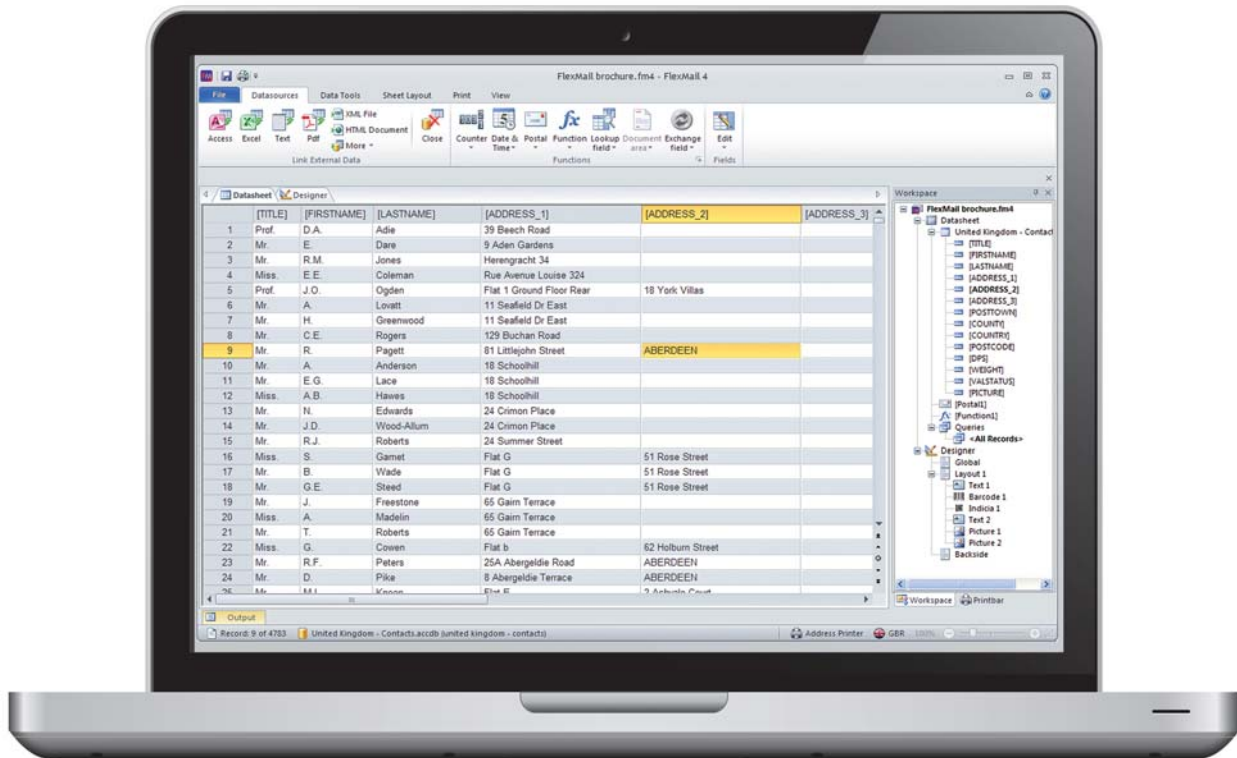 FlexMail brochure.fm4 - FlexMail 4
File Datasources Data Tools Sheet Layout Print View
Access Excel Text Pdf XML File HTML Document More Close Counter Date & Time Postal Function Lookup field Document area Exchange field Edit
Link External Data Functions Fields
Datasheet Designer
[TITLE] [FIRSTNAME] [LASTNAME] [ADDRESS_1] [ADDRESS_2] [ADDRESS_3]
1 Prof. D.A. Adie 39 Beech Road
2 Mr. E. Dare 9 Aden Gardens
3 Mr. R.M. Jones Herengracht 34
4 Miss. E.E. Coleman Rue Avenue Louise 324
5 Prof. J.O. Ogden Flat 1 Ground Floor Rear 18 York Villas
6 Mr. A. Lovatt 11 Seafield Dr East
7 Mr. H. Greenwood 11 Seafield Dr East
8 Mr. C.E. Rogers 129 Buchan Road
9 Mr. R. Pagett 81 Littlejohn Street ABERDEEN
10 Mr. A. Anderson 18 Schoolhill
11 Mr. E.G. Lace 18 Schoolhill
12 Miss. A.B. Hawes 18 Schoolhill
13 Mr. N. Edwards 24 Crimon Place
14 Mr. J.D. Wood-Allum 24 Crimon Place
15 Mr. R.J. Roberts 24 Summer Street
16 Miss. S. Garnet Flat G 51 Rose Street
17 Mr. B. Wade Flat G 51 Rose Street
18 Mr. G.E. Steed Flat G 51 Rose Street
19 Mr. J. Freestone 65 Gairn Terrace
20 Miss. A. Madelin 65 Gairn Terrace
21 Mr. T. Roberts 65 Gairn Terrace
22 Miss. G. Cowen Flat b 62 Holburn Street
23 Mr. R.F. Peters 25A Abergeldie Road ABERDEEN
24 Mr. D. Pike 8 Abergeldie Terrace ABERDEEN
Workspace
FlexMail brochure.fm4
Datasheet
United Kingdom - Contact
[TITLE]
[FIRSTNAME]
[LASTNAME]
[ADDRESS_1]
[ADDRESS_2]
[ADDRESS_3]
[POSTTOWN]
[COUNTY]
[COUNTRY]
[POSTCODE]
[DPS]
[WEIGHT]
[VALSTATUS]
[PICTURE]
[Postal1]
[Function1]
Queries
<All Records>
Designer
Global
Layout 1
Text 1
Barcode 1
Indicia 1
Text 2
Picture 1
Picture 2
Backside
Workspace Printbar
Output
Record: 9 of 4783 United Kingdom - Contacts.accdb (united kingdom - contacts) Address Printer GBR 100%